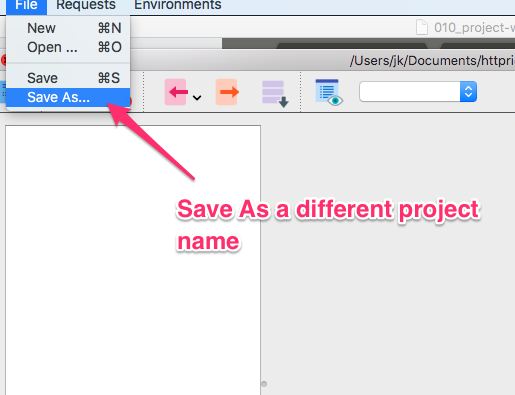 File Requests Environments
New ⌘N
010_project-w
Open ... ⌘O
/Users/jk/Documents/httpri
Save ⌘S
Save As...
Save As a different project
name